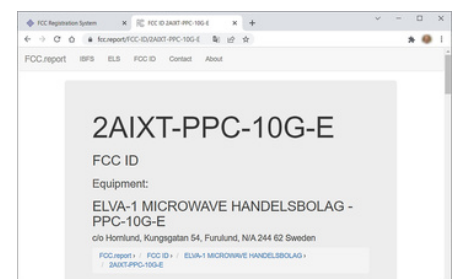 FCC Registration System
FCC ID 2AIXT-PPC-10G-E
fcc.report/FCC-ID/2AIXT-PPC-10G-E
FCC.report IBFS ELS FCC ID Contact About
2AIXT-PPC-10G-E
FCC ID
Equipment:
ELVA-1 MICROWAVE HANDELSBOLAG -
PPC-10G-E
c/o Hornlund, Kungsgatan 54, Furulund, N/A 244 62 Sweden
FCC.report › / FCC ID › / ELVA-1 MICROWAVE HANDELSBOLAG ›
/ 2AIXT-PPC-10G-E